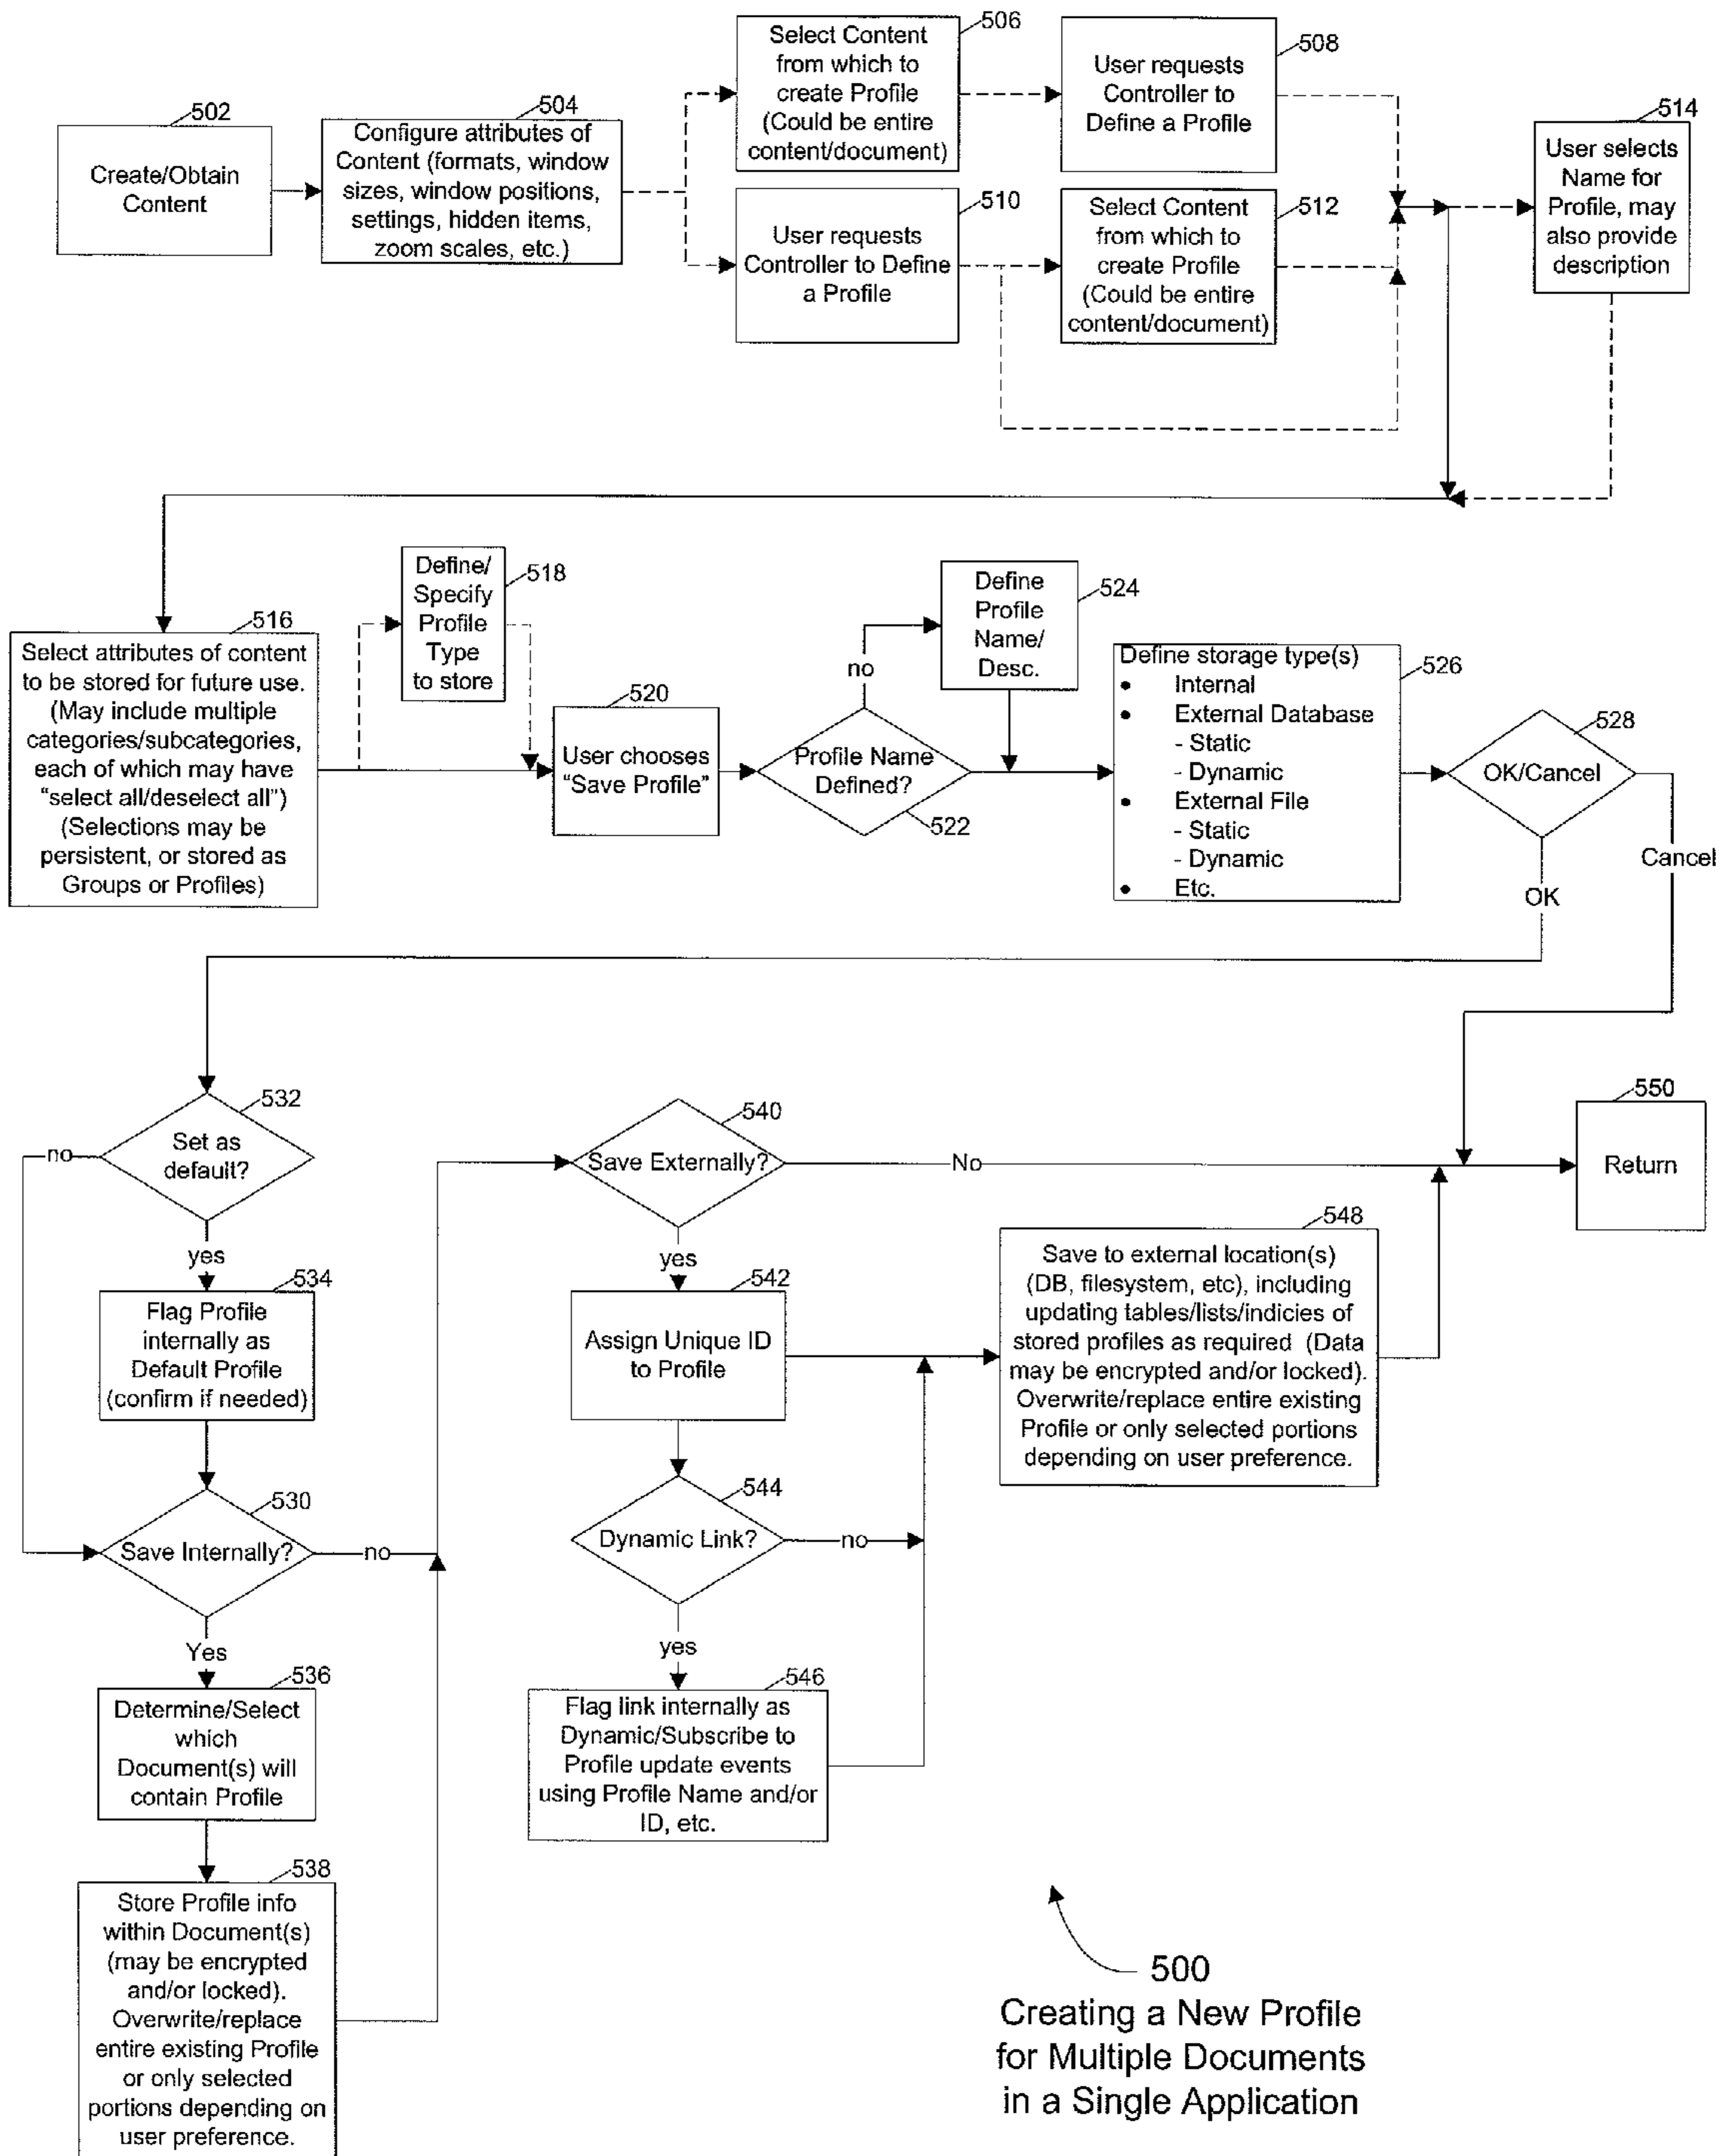 502
Create/Obtain
Content
504
Configure attributes of
Content (formats, window
sizes, window positions,
settings, hidden items,
zoom scales, etc.)
506
Select Content
from which to
create Profile
(Could be entire
content/document)
508
User requests
Controller to
Define a Profile
510
User requests
Controller to Define
a Profile
512
Select Content
from which to
create Profile
(Could be entire
content/document)
514
User selects
Name for
Profile, may
also provide
description
516
Select attributes of content
to be stored for future use.
(May include multiple
categories/subcategories,
each of which may have
“select all/deselect all”)
(Selections may be
persistent, or stored as
Groups or Profiles)
518
Define/
Specify
Profile
Type
to store
520
User chooses
“Save Profile”
Profile Name
Defined?
522
no
524
Define
Profile
Name/
Desc.
526
Define storage type(s)
• Internal
• External Database
- Static
- Dynamic
• External File
- Static
- Dynamic
• Etc.
528
OK/Cancel
Cancel
OK
532
Set as
default?
no
yes
534
Flag Profile
internally as
Default Profile
(confirm if needed)
530
Save Internally?
no
Yes
536
Determine/Select
which
Document(s) will
contain Profile
538
Store Profile info
within Document(s)
(may be encrypted
and/or locked).
Overwrite/replace
entire existing Profile
or only selected
portions depending on
user preference.
540
Save Externally?
No
yes
542
Assign Unique ID
to Profile
544
Dynamic Link?
no
yes
546
Flag link internally as
Dynamic/Subscribe to
Profile update events
using Profile Name and/or
ID, etc.
548
Save to external location(s)
(DB, filesystem, etc), including
updating tables/lists/indicies of
stored profiles as required (Data
may be encrypted and/or locked).
Overwrite/replace entire existing
Profile or only selected portions
depending on user preference.
550
Return
500
Creating a New Profile
for Multiple Documents
in a Single Application